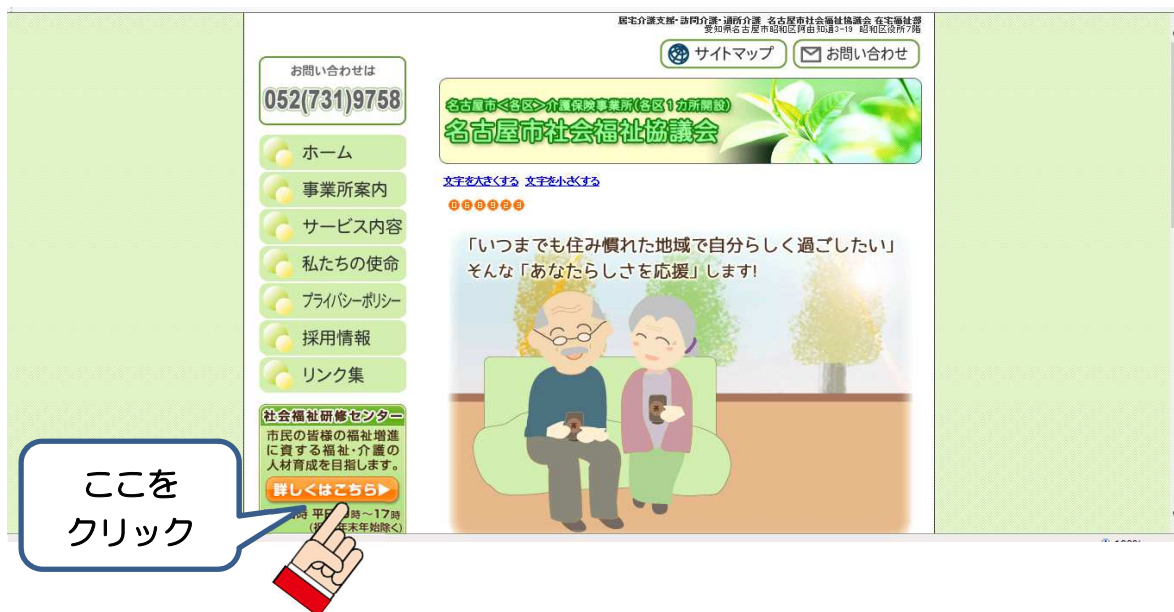 居宅介護支援・訪問介護・通所介護 名古屋市社会福祉協議会 在宅福祉部
愛知県名古屋市昭和区阿由知通3-19 昭和区役所7階
サイトマップ
お問い合わせ
お問い合わせは
052(731)9758
名古屋市<各区>介護保険事業所(各区1カ所開設)
名古屋市社会福祉協議会
ホーム
事業所案内
サービス内容
私たちの使命
プライバシーポリシー
採用情報
リンク集
文字を大きくする 文字を小さくする
「いつまでも住み慣れた地域で自分らしく過ごしたい」
そんな「あなたらしさを応援」します!
社会福祉研修センター
市民の皆様の福祉増進
に資する福祉・介護の
人材育成を目指します。
詳しくはこちら▶
時 平 時～17時
年末年始除く)
ここを
クリック